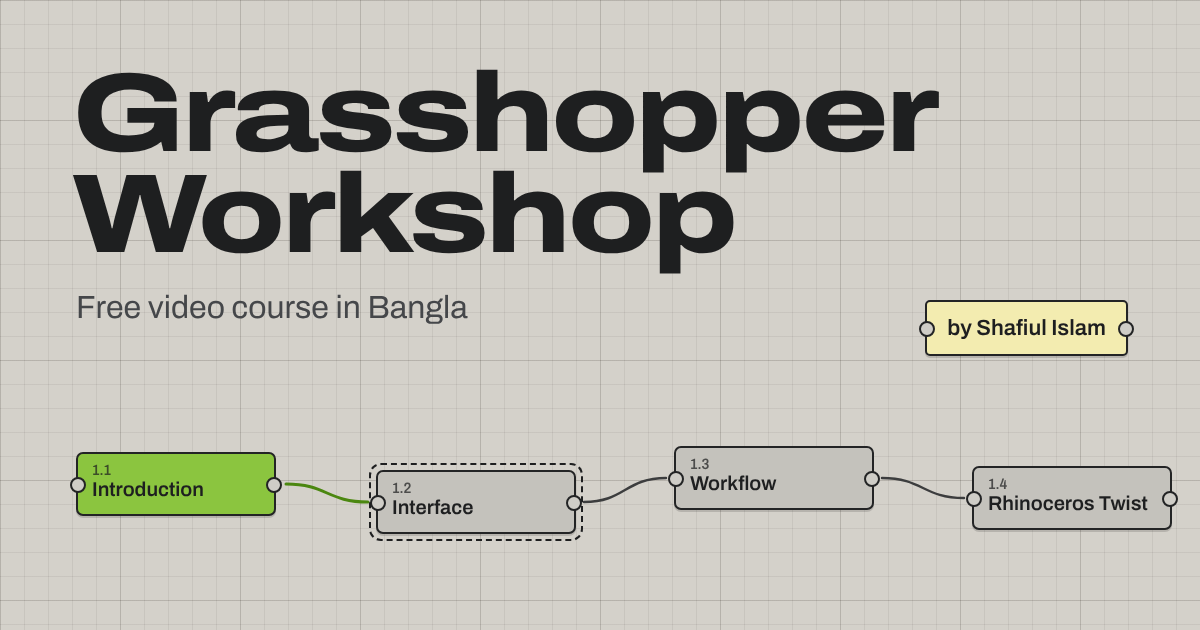 Grasshopper
Workshop
Free video course in Bangla
by Shafiul Islam
1.1
Introduction
1.2
Interface
1.3
Workflow
1.4
Rhinoceros Twist